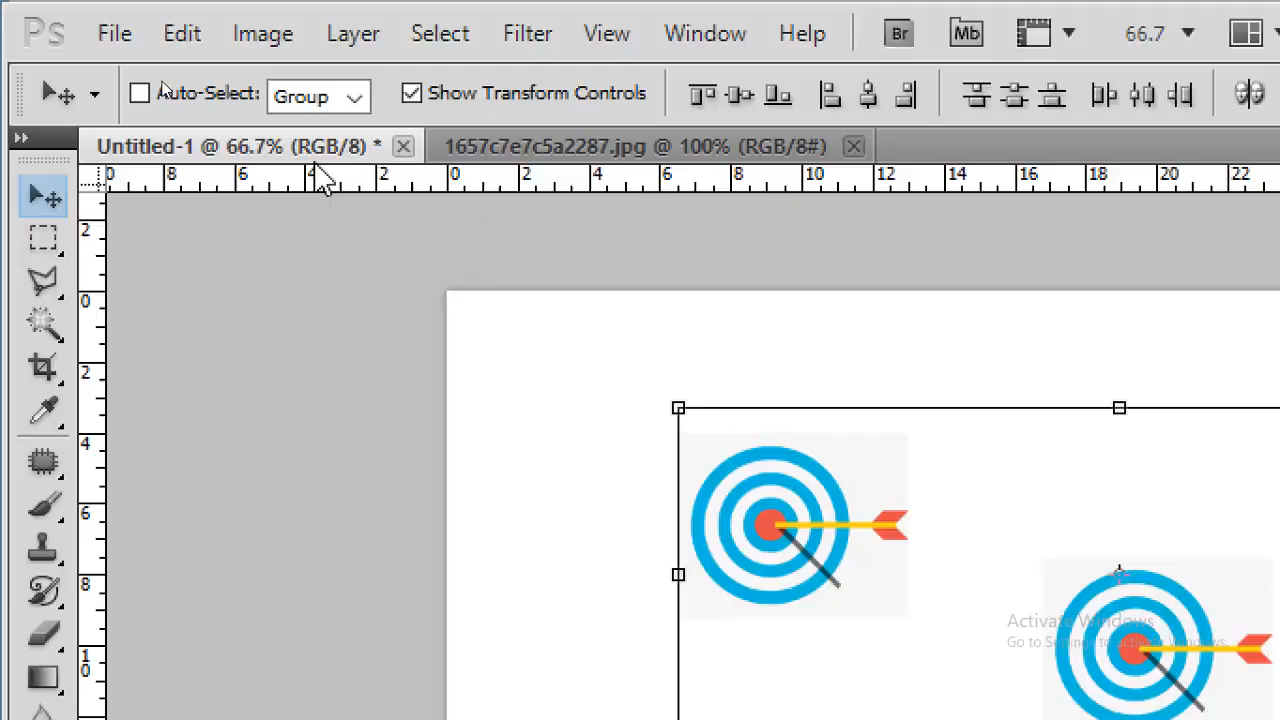 Ps File Edit Image Layer Select Filter View Window Help Br Mb 66.7
Auto-Select: Group Show Transform Controls
Untitled-1 @ 66.7% (RGB/8) * 1657c7e7c5a2287.jpg @ 100% (RGB/8#)
0 8 6 4 2 0 2 4 6 8 10 12 14 16 18 20 22
2
0
2
4
6
8
10
Activate Windows
Go to Settings to activate Windows.